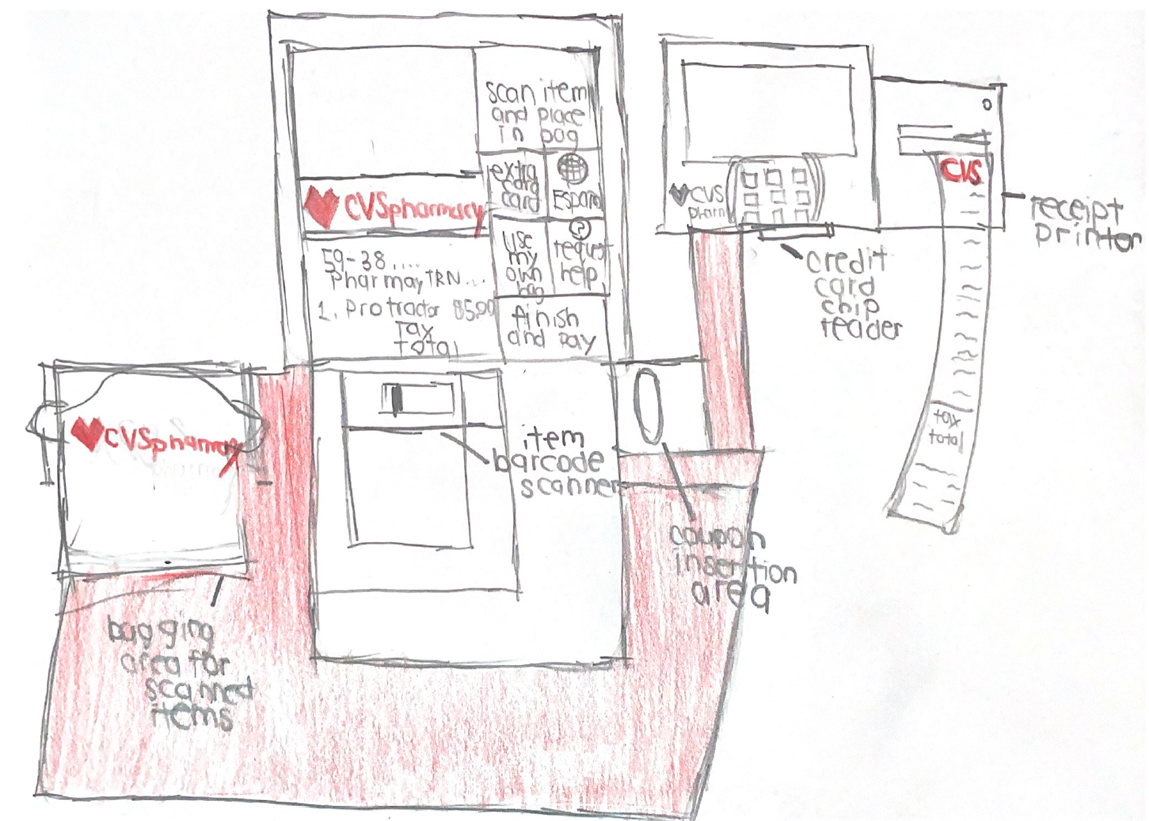 scan item
and place
in bag
extra
card
card
Espano
CVSpharmacy
use
my
own
bag
?
request
help
59-38....
Pharmay TRN...
1. Protractor 85.00
Tax
total
finish
and pay
CVS
pharm
CVS
receipt
printer
credit
card
chip
reader
tax
total
CVSpharmacy
item
barcode
scanner
coupon
insertion
area
bagging
area for
scanned
items